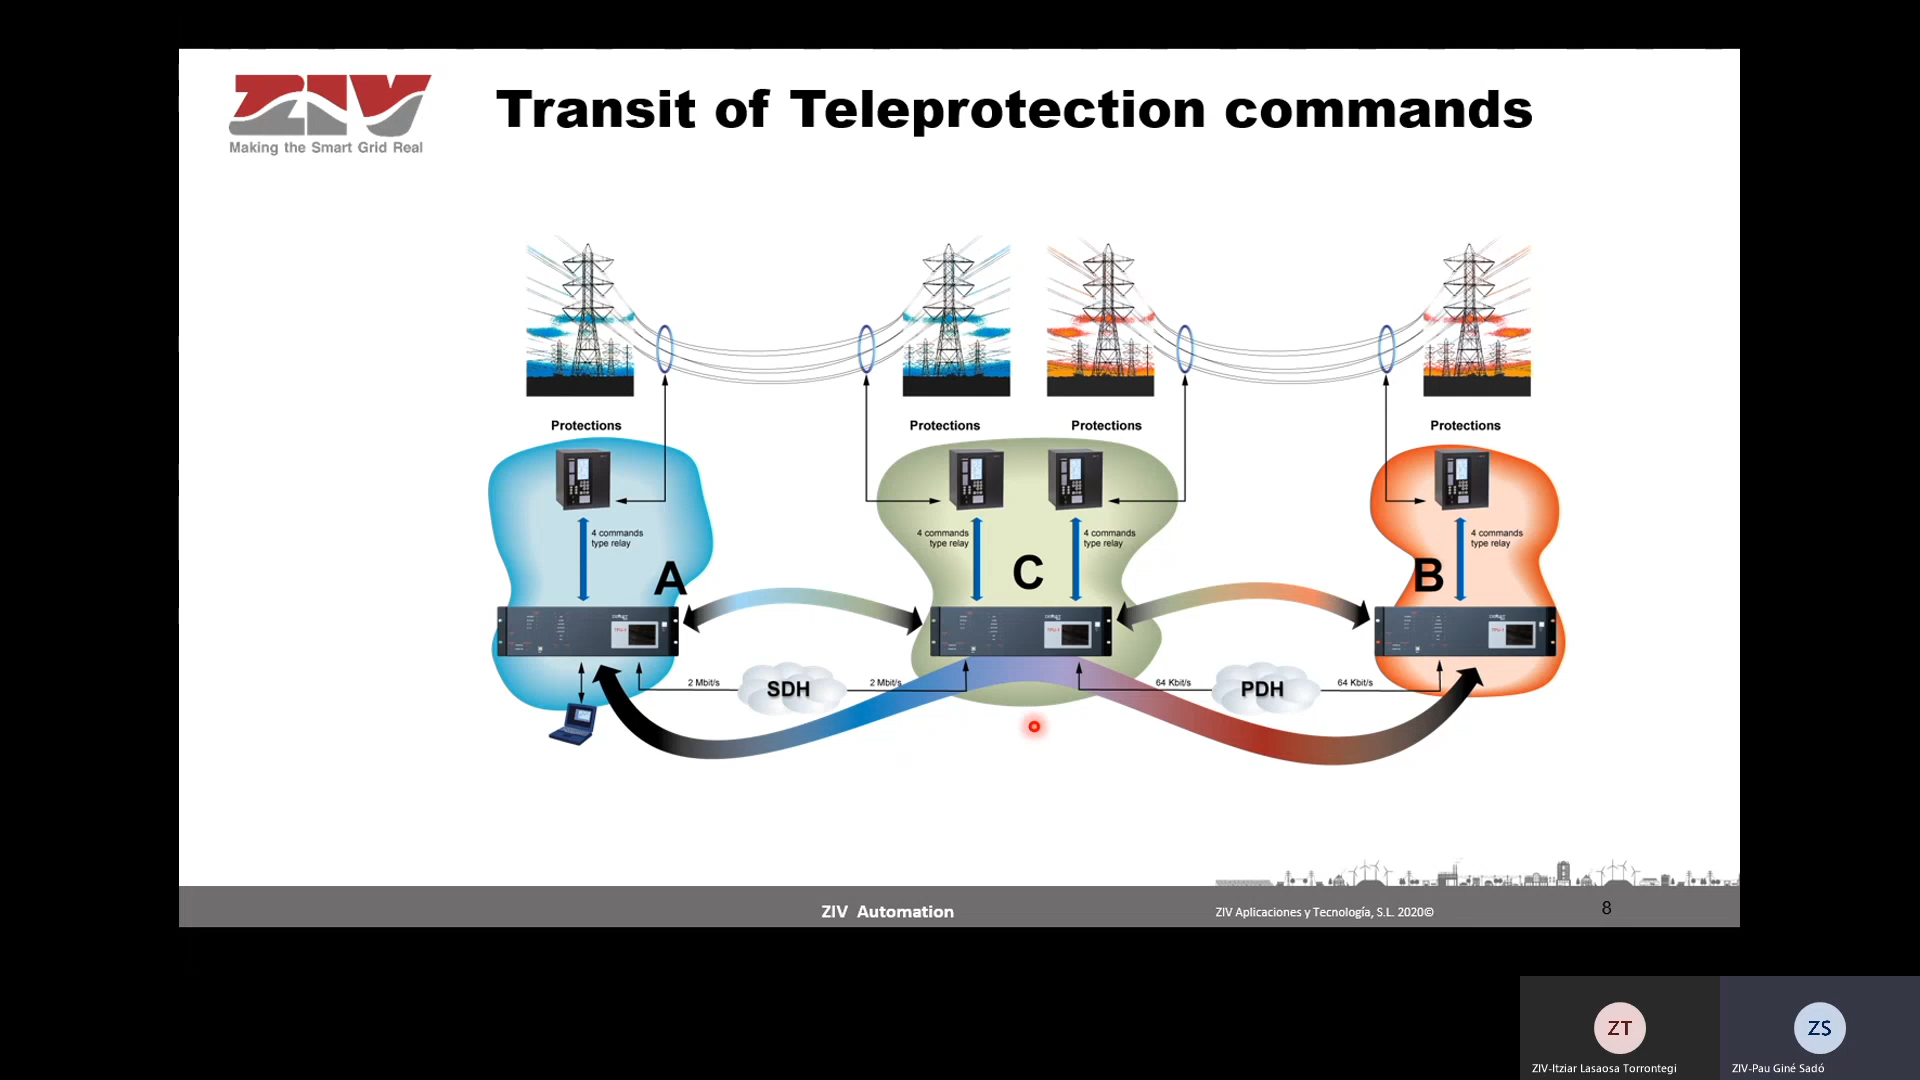 ZIV
Making the Smart Grid Real
Transit of Teleprotection commands
Protections
Protections
Protections
Protections
4 commands
type relay
4 commands
type relay
4 commands
type relay
4 commands
type relay
A
C
B
2 Mbit/s
SDH
2 Mbit/s
64 Kbit/s
PDH
64 Kbit/s
ZIV Automation
ZIV Aplicaciones y Tecnología, S.L. 2020©
8
ZT
ZS
ZIV-Itziar Lasaosa Torrontegi
ZIV-Pau Giné Sadó